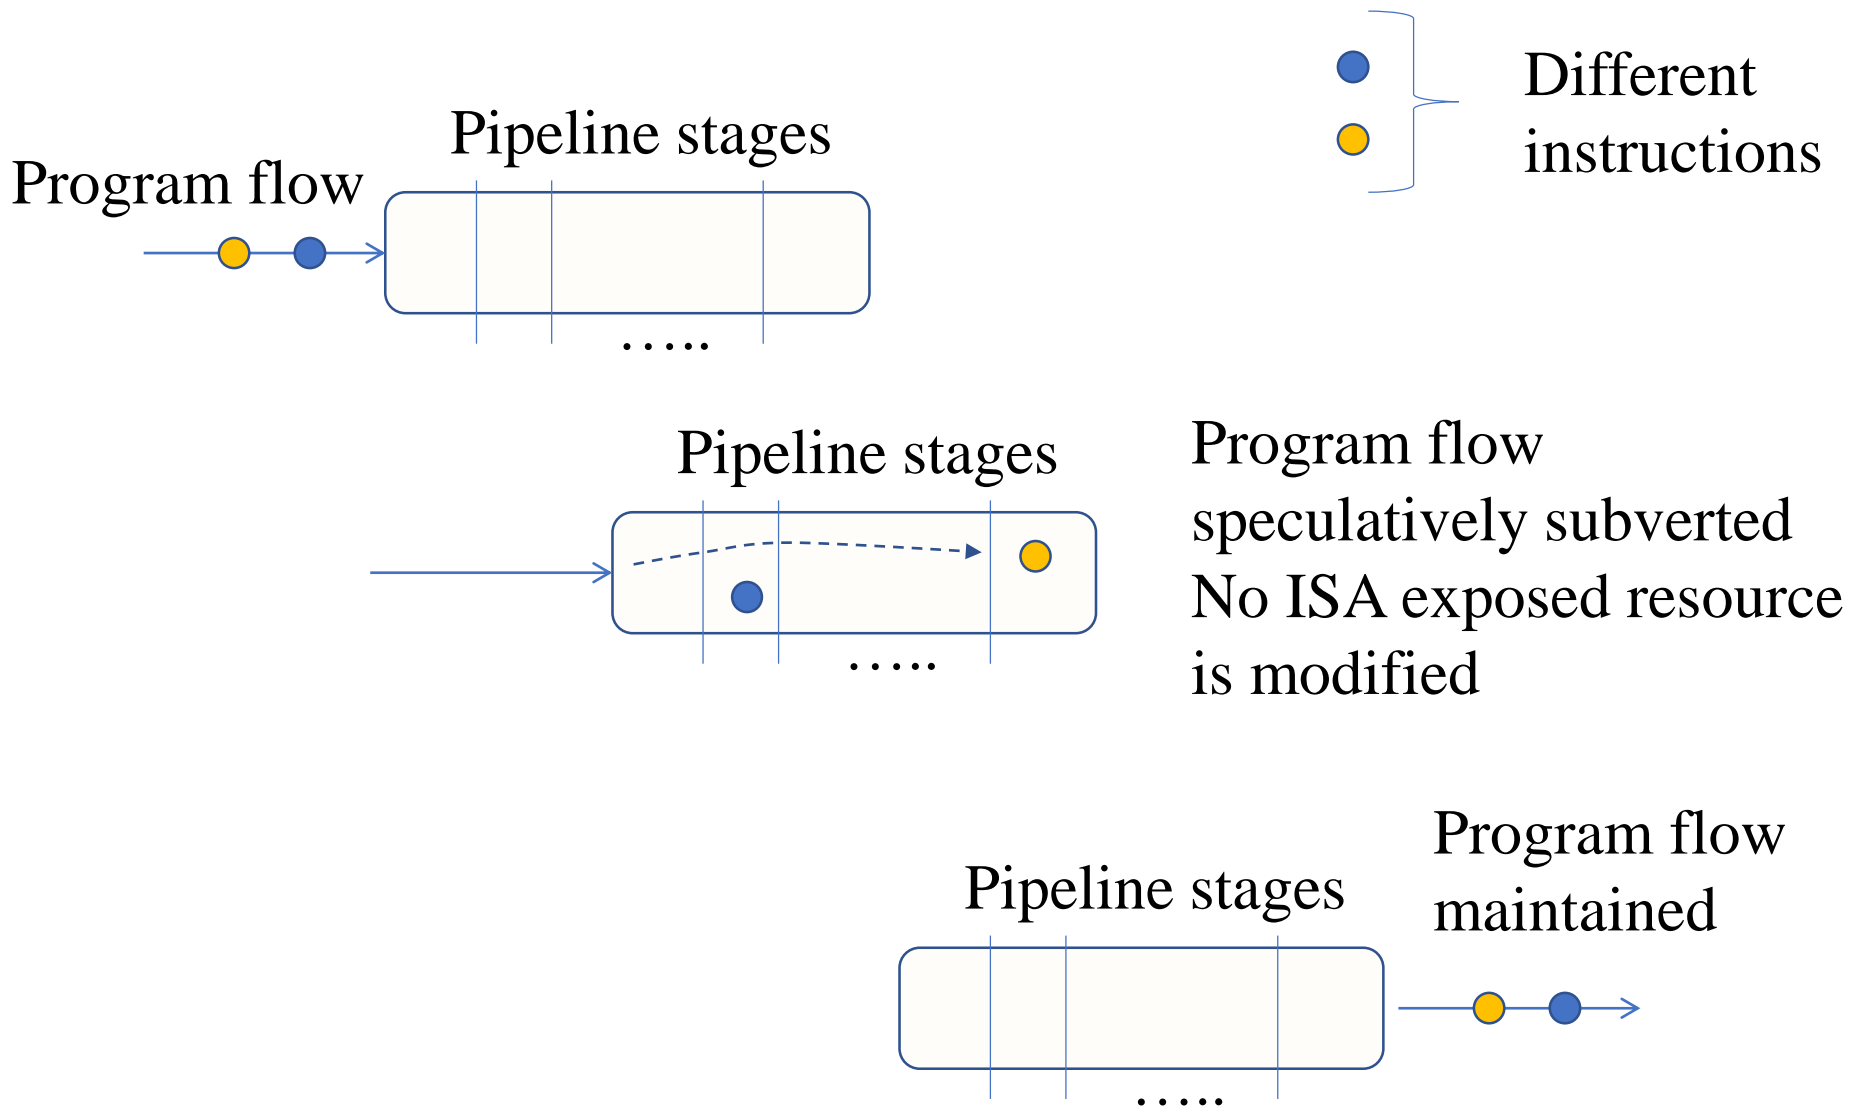 Different
instructions
Pipeline stages
Program flow
.....
Pipeline stages
.....
Program flow
speculatively subverted
No ISA exposed resource
is modified
Program flow
maintained
Pipeline stages
.....